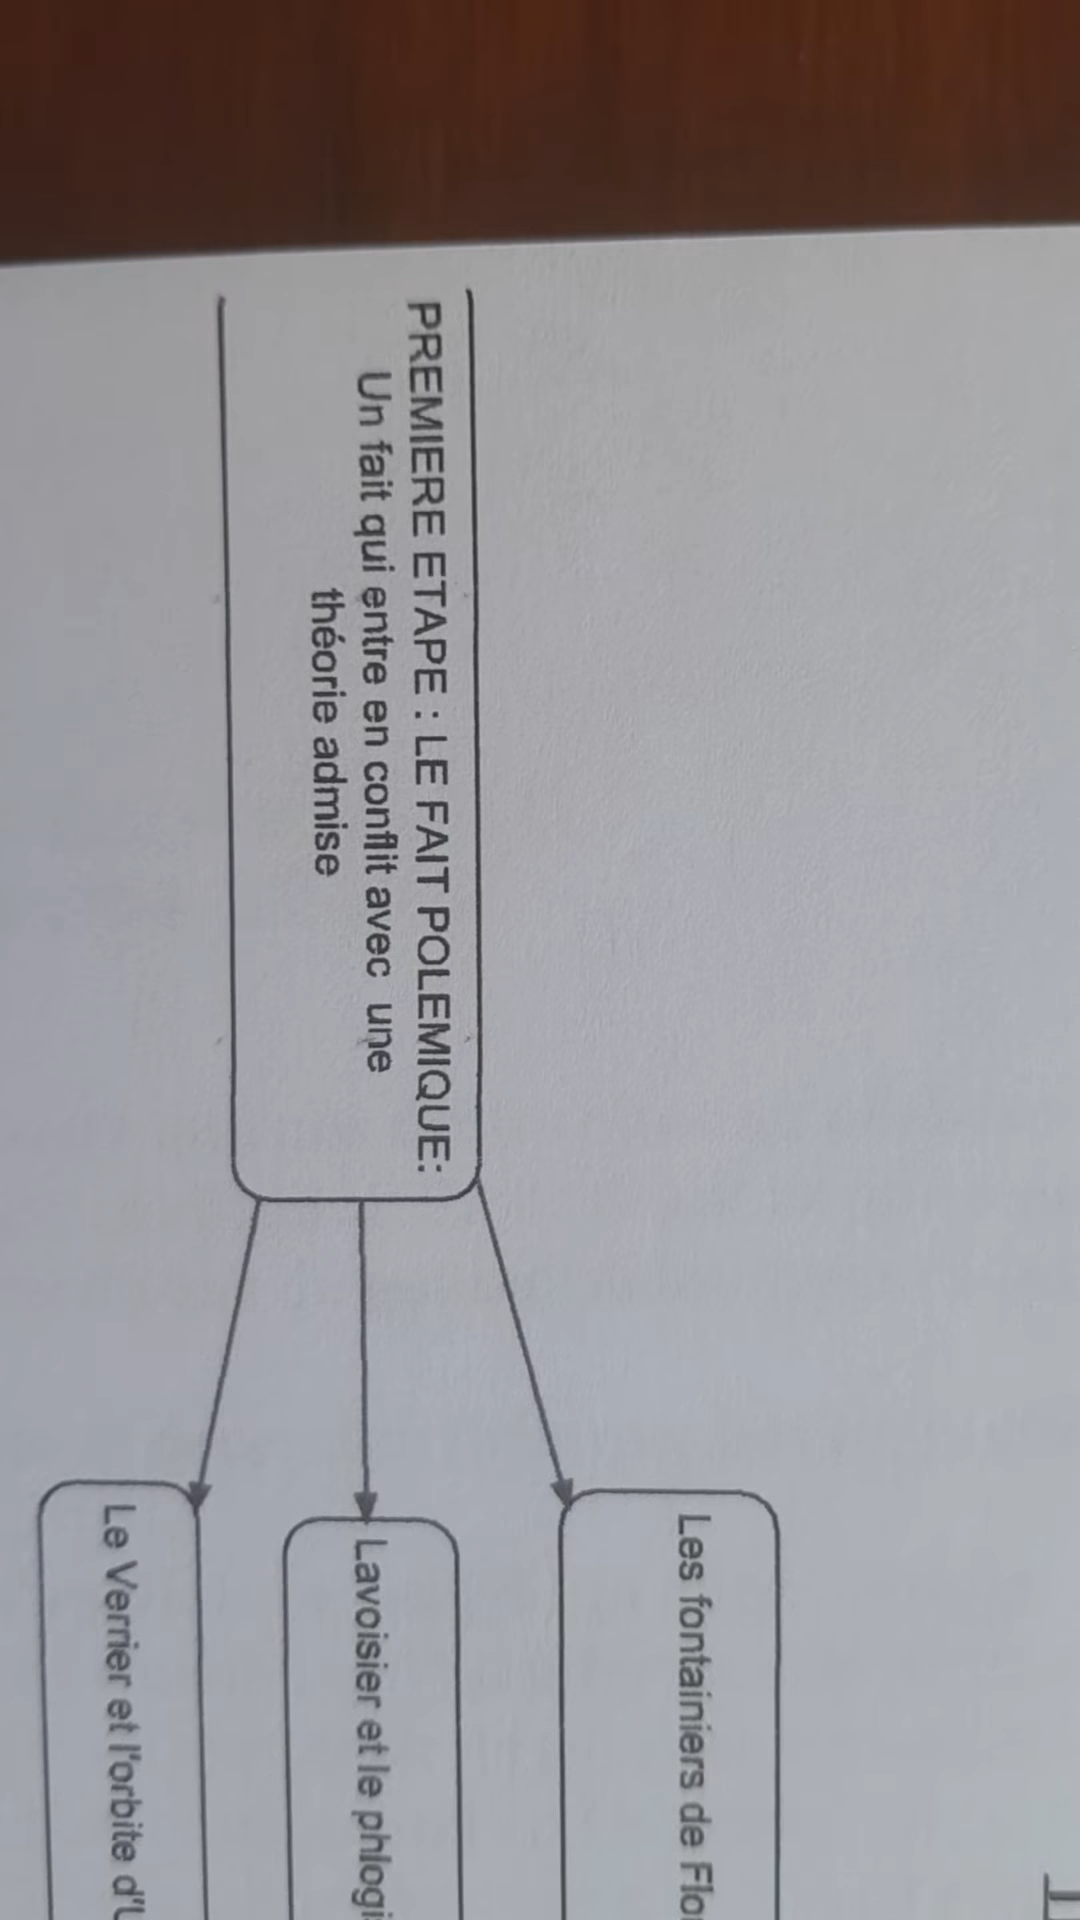 PREMIERE ETAPE : LE FAIT POLEMIQUE:
Un fait qui entre en conflit avec une
théorie admise
Les fontainiers de
Lavoisier et le
Le Verrier et l'orbite